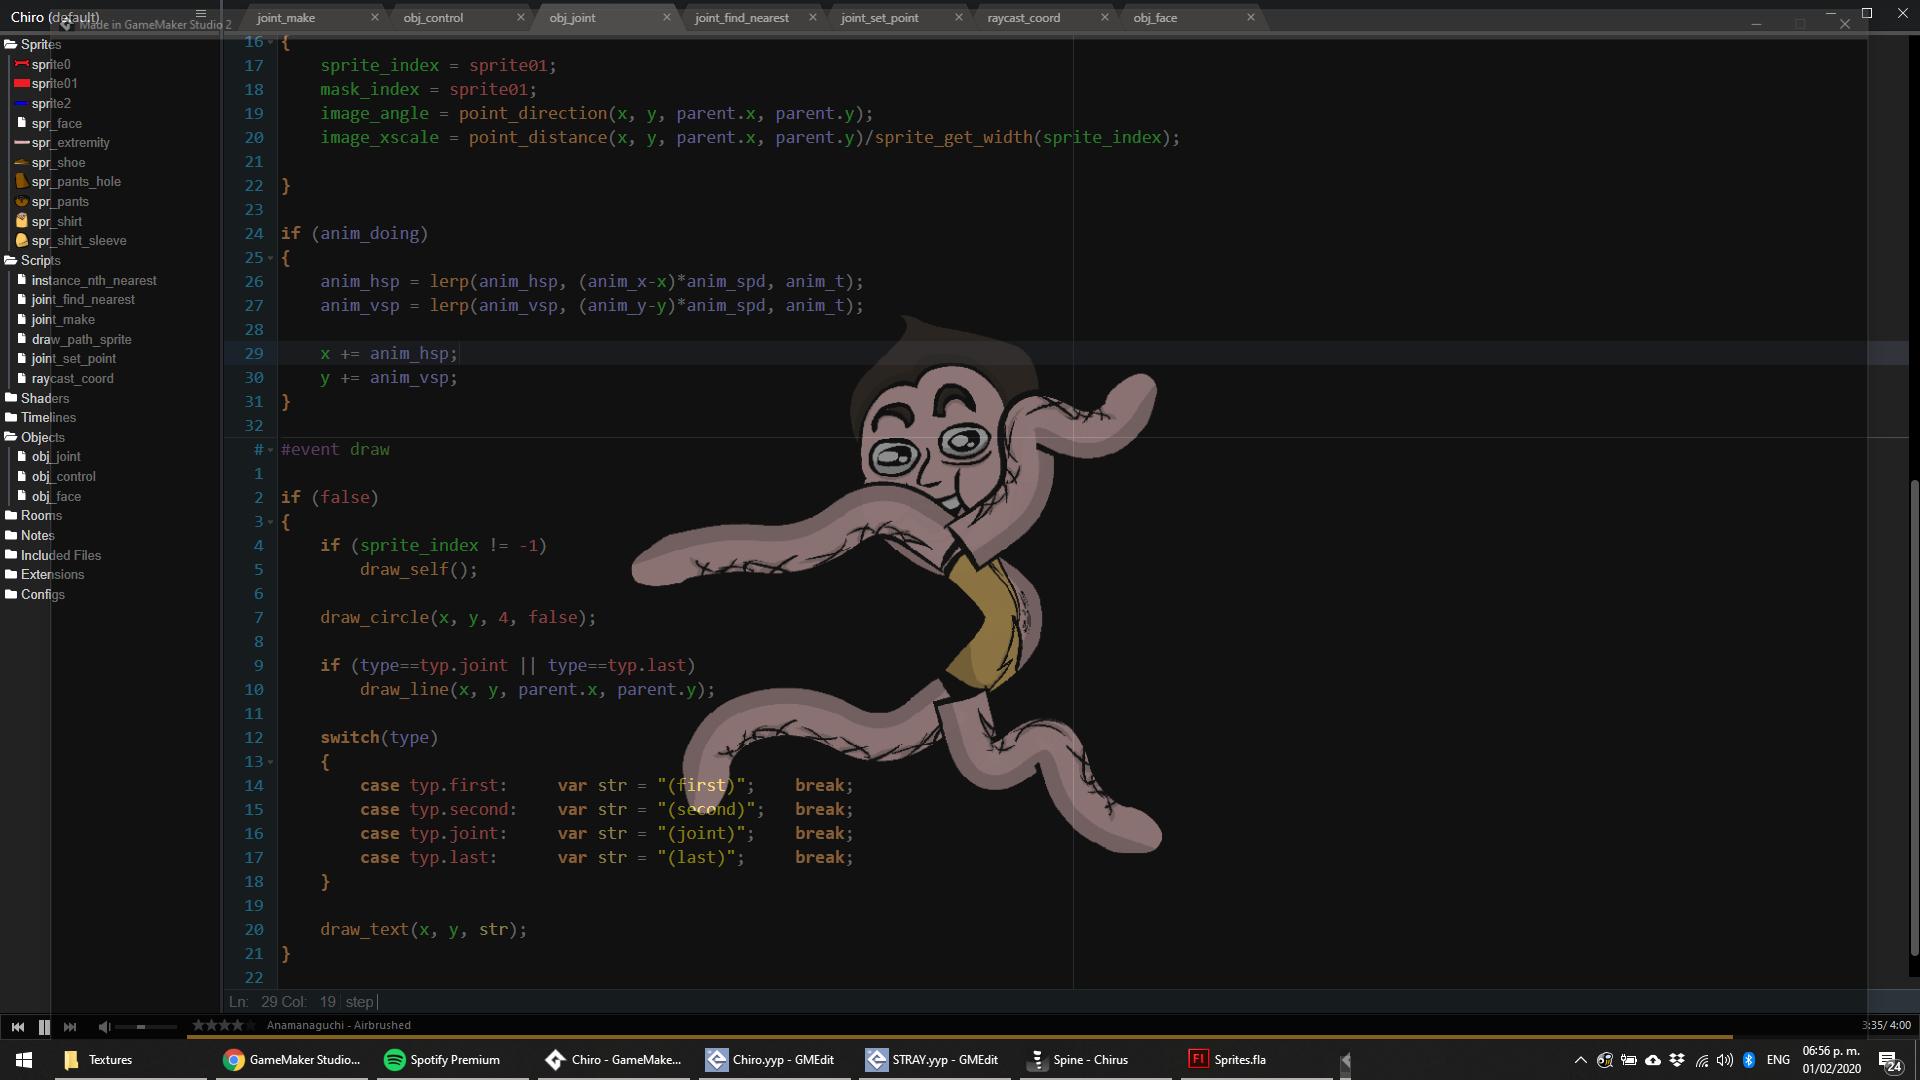 Chiro (default)
Made in GameMaker Studio 2
joint_make
obj_control
obj_joint
joint_find_nearest
joint_set_point
raycast_coord
obj_face
Sprites
sprite0
sprite01
sprite2
spr_face
spr_extremity
spr_shoe
spr_pants_hole
spr_pants
spr_shirt
spr_shirt_sleeve
Scripts
instance_nth_nearest
joint_find_nearest
joint_make
draw_path_sprite
joint_set_point
raycast_coord
Shaders
Timelines
Objects
obj_joint
obj_control
obj_face
Rooms
Notes
Included Files
Extensions
Configs
16 {
17 sprite_index = sprite01;
18 mask_index = sprite01;
19 image_angle = point_direction(x, y, parent.x, parent.y);
20 image_xscale = point_distance(x, y, parent.x, parent.y)/sprite_get_width(sprite_index);
21
22 }
23
24 if (anim_doing)
25 {
26 anim_hsp = lerp(anim_hsp, (anim_x-x)*anim_spd, anim_t);
27 anim_vsp = lerp(anim_vsp, (anim_y-y)*anim_spd, anim_t);
28
29 x += anim_hsp;
30 y += anim_vsp;
31 }
32
# #event draw
1
2 if (false)
3 {
4 if (sprite_index != -1)
5 draw_self();
6
7 draw_circle(x, y, 4, false);
8
9 if (type==typ.joint || type==typ.last)
10 draw_line(x, y, parent.x, parent.y);
11
12 switch(type)
13 {
14 case typ.first: var str = "(first)"; break;
15 case typ.second: var str = "(second)"; break;
16 case typ.joint: var str = "(joint)"; break;
17 case typ.last: var str = "(last)"; break;
18 }
19
20 draw_text(x, y, str);
21 }
22
Ln: 29 Col: 19 step
Anamanaguchi - Airbrushed
3:35/ 4:00
Textures
GameMaker Studio...
Spotify Premium
Chiro - GameMake...
Chiro.yyp - GMEdit
STRAY.yyp - GMEdit
Spine - Chirus
Fl
Sprites.fla
ENG
06:56 p. m.
01/02/2020
24